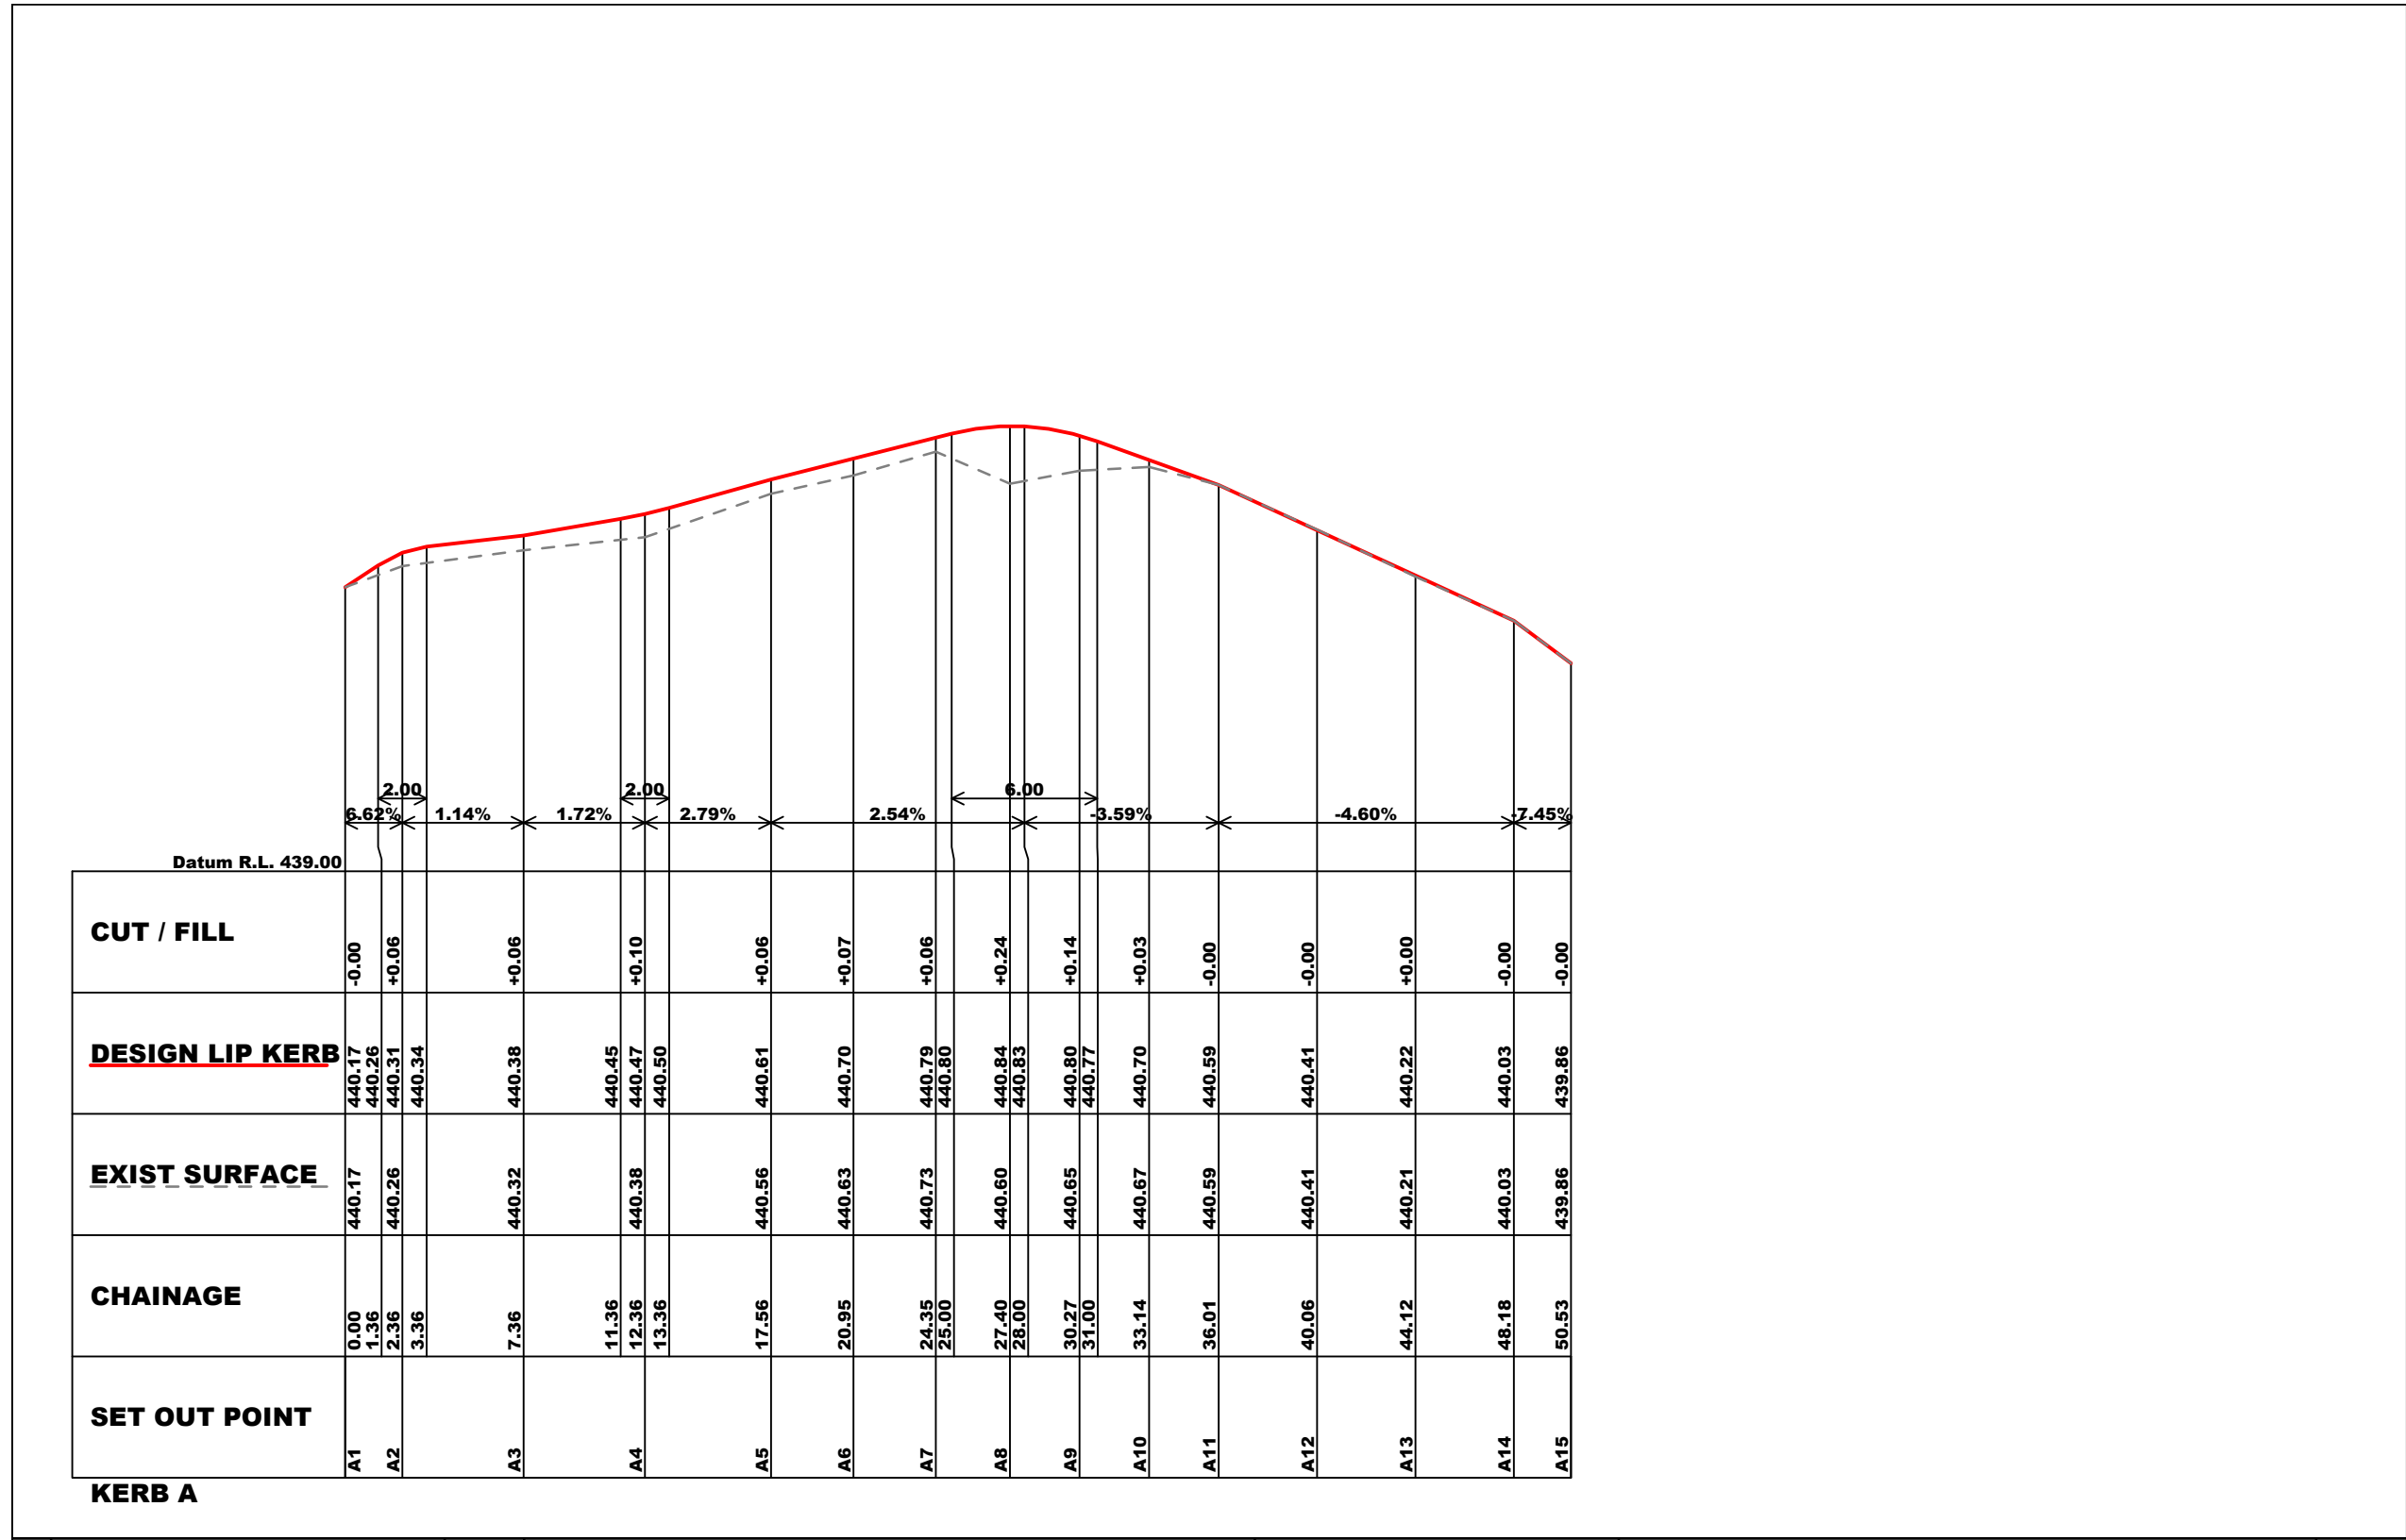 2.00 2.00 6.00
6.62% 1.14% 1.72% 2.79% 2.54% -3.59% -4.60% -7.45%
Datum R.L. 439.00
CUT / FILL -0.00 +0.06 +0.06 +0.10 +0.06 +0.07 +0.06 +0.24 +0.14 +0.03 -0.00 -0.00 +0.00 -0.00 -0.00
DESIGN LIP KERB 440.17 440.26 440.31 440.34 440.38 440.45 440.47 440.50 440.61 440.70 440.79 440.80 440.84 440.83 440.80 440.77 440.70 440.59 440.41 440.22 440.03 439.86
EXIST SURFACE 440.17 440.26 440.32 440.38 440.56 440.63 440.73 440.60 440.65 440.67 440.59 440.41 440.21 440.03 439.86
CHAINAGE 0.00 1.36 2.36 3.36 7.36 11.36 12.36 13.36 17.56 20.95 24.35 25.00 27.40 28.00 30.27 31.00 33.14 36.01 40.06 44.12 48.18 50.53
SET OUT POINT A1 A2 A3 A4 A5 A6 A7 A8 A9 A10 A11 A12 A13 A14 A15
KERB A